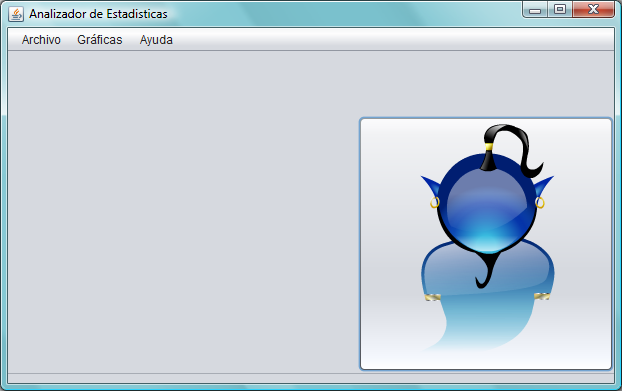 Analizador de Estadisticas
Archivo Gráficas Ayuda